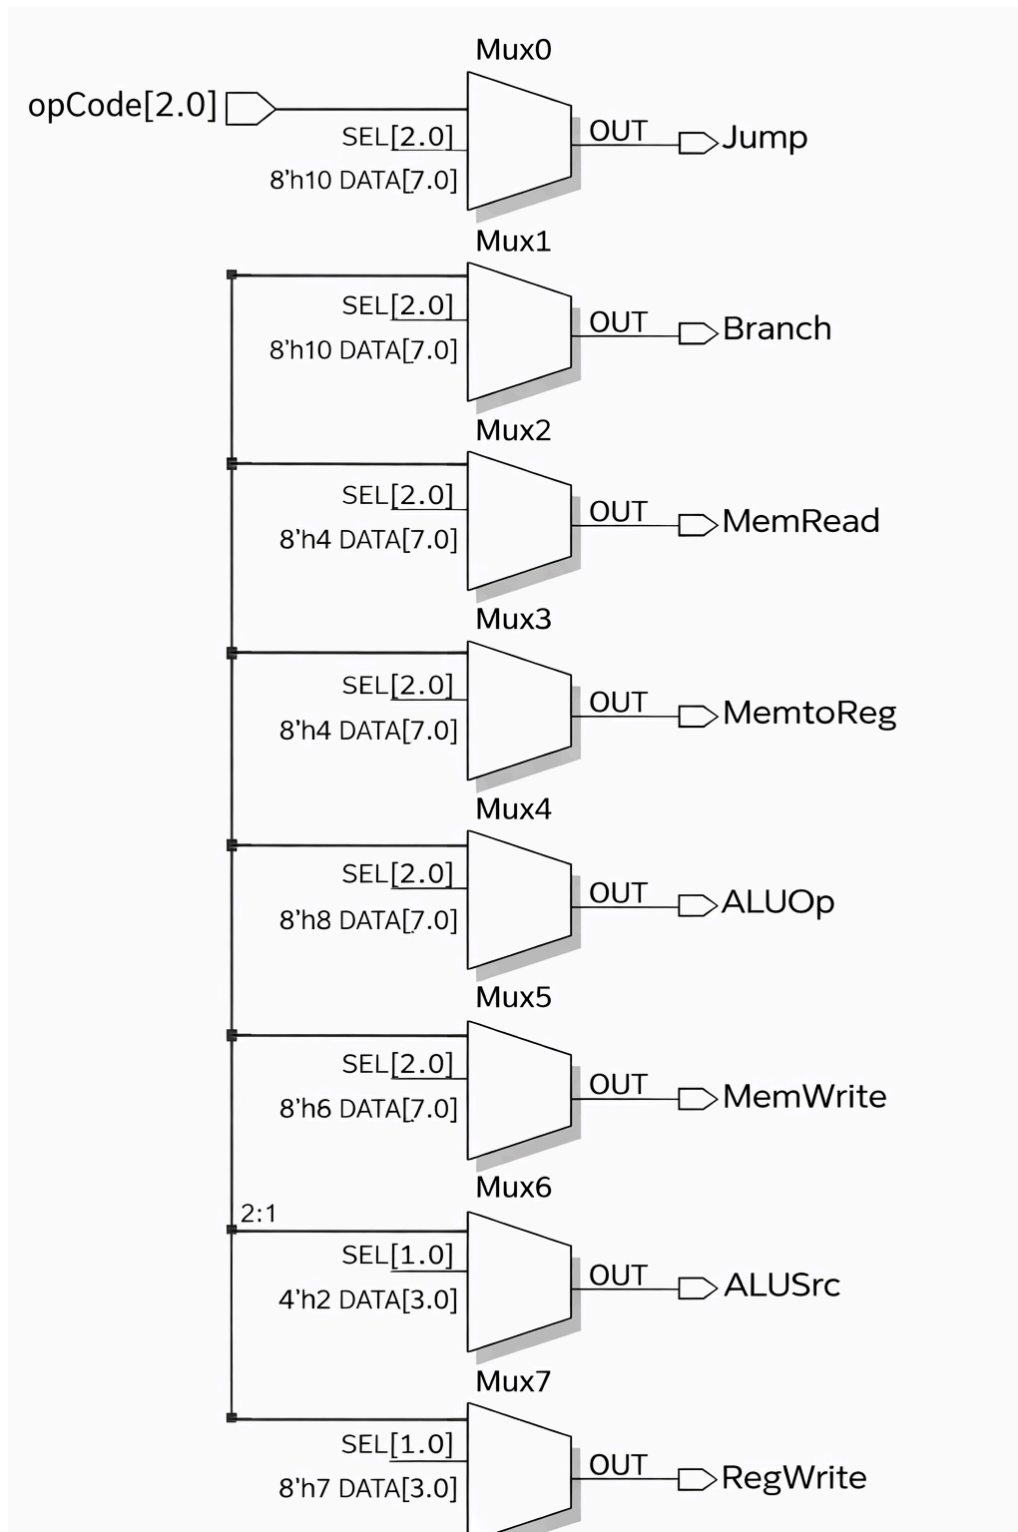 Mux0
opCode[2.0]
SEL[2.0]
OUT
Jump
8'h10 DATA[7.0]
Mux1
SEL[2.0]
OUT
Branch
8'h10 DATA[7.0]
Mux2
SEL[2.0]
OUT
MemRead
8'h4 DATA[7.0]
Mux3
SEL[2.0]
OUT
MemtoReg
8'h4 DATA[7.0]
Mux4
SEL[2.0]
OUT
ALUOp
8'h8 DATA[7.0]
Mux5
SEL[2.0]
OUT
MemWrite
8'h6 DATA[7.0]
Mux6
2:1
SEL[1.0]
OUT
ALUSrc
4'h2 DATA[3.0]
Mux7
SEL[1.0]
OUT
RegWrite
8'h7 DATA[3.0]